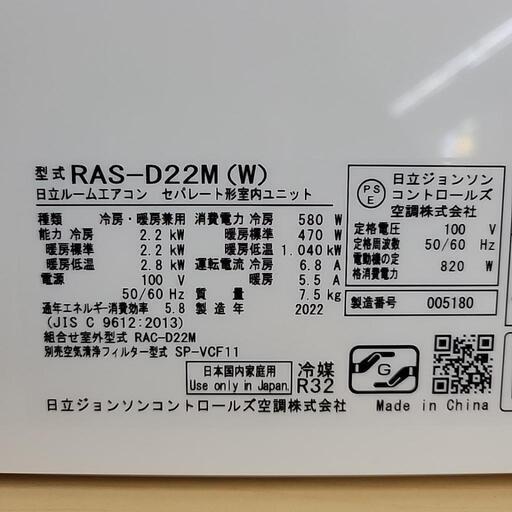 型式 RAS-D22M(W)
日立ルームエアコン セパレート形室内ユニット
種類 冷房・暖房兼用
能力 冷房 2.2 kW
暖房標準 2.2 kW
暖房低温 2.8 kW
電源 100 V
50/60 Hz
通年エネルギー消費効率 5.8
(JIS C 9612:2013)
組合せ室外型式 RAC-D22M
別売空気清浄フィルター型式 SP-VCF11
消費電力 冷房 580 W
暖房標準 470 W
暖房低温 1.040 kW
運転電流 冷房 6.8 A
暖房 5.5 A
質量 7.5 kg
製造年 2022
日本国内家庭用
Use only in Japan.
冷媒
R32
日立ジョンソンコントロールズ空調株式会社
PS
E
日立ジョンソン
コントロールズ
空調株式会社
定格電圧 100 V
定格周波数 50/60 Hz
電動機の定
格消費電力 820 W
製造番号 005180
G
Made in China